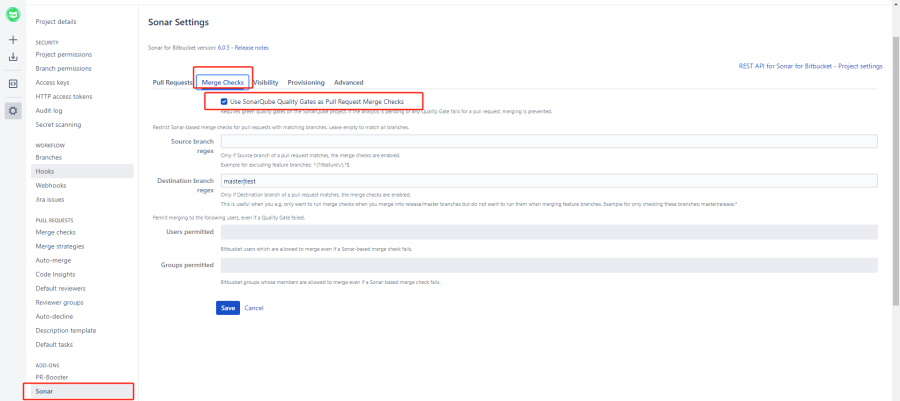 Sonar Settings
Sonar for Bitbucket version: 6.0.5 - Release notes
REST API for Sonar for Bitbucket - Project settings
Project details
SECURITY
Project permissions
Branch permissions
Access keys
HTTP access tokens
Audit log
Secret scanning
WORKFLOW
Branches
Hooks
Webhooks
Jira issues
PULL REQUESTS
Merge checks
Merge strategies
Auto-merge
Code Insights
Default reviewers
Reviewer groups
Auto-decline
Description template
Default tasks
ADD-ONS
PR-Booster
Sonar
Pull Requests Merge Checks Visibility Provisioning Advanced
Use SonarQube Quality Gates as Pull Request Merge Checks
Requires green quality gates on the SonarQube project. If the analysis is pending or any Quality Gate fails for a pull request, merging is prevented.
Restrict Sonar-based merge checks for pull requests with matching branches. Leave empty to match all branches.
Source branch
regex
Only if Source branch of a pull request matches, the merge checks are enabled.
Example for excluding feature branches: ^(?!feature\/).*$
Destination branch
regex
master|test
Only if Destination branch of a pull request matches, the merge checks are enabled.
This is useful when you e.g. only want to run merge checks when you merge into release/master branches but do not want to run them when merging feature branches. Example for only checking these branches: master|release.*
Permit merging to the following users, even if a Quality Gate failed.
Users permitted
Bitbucket users which are allowed to merge even if a Sonar-based merge check fails.
Groups permitted
Bitbucket groups whose members are allowed to merge even if a Sonar-based merge check fails.
Save Cancel